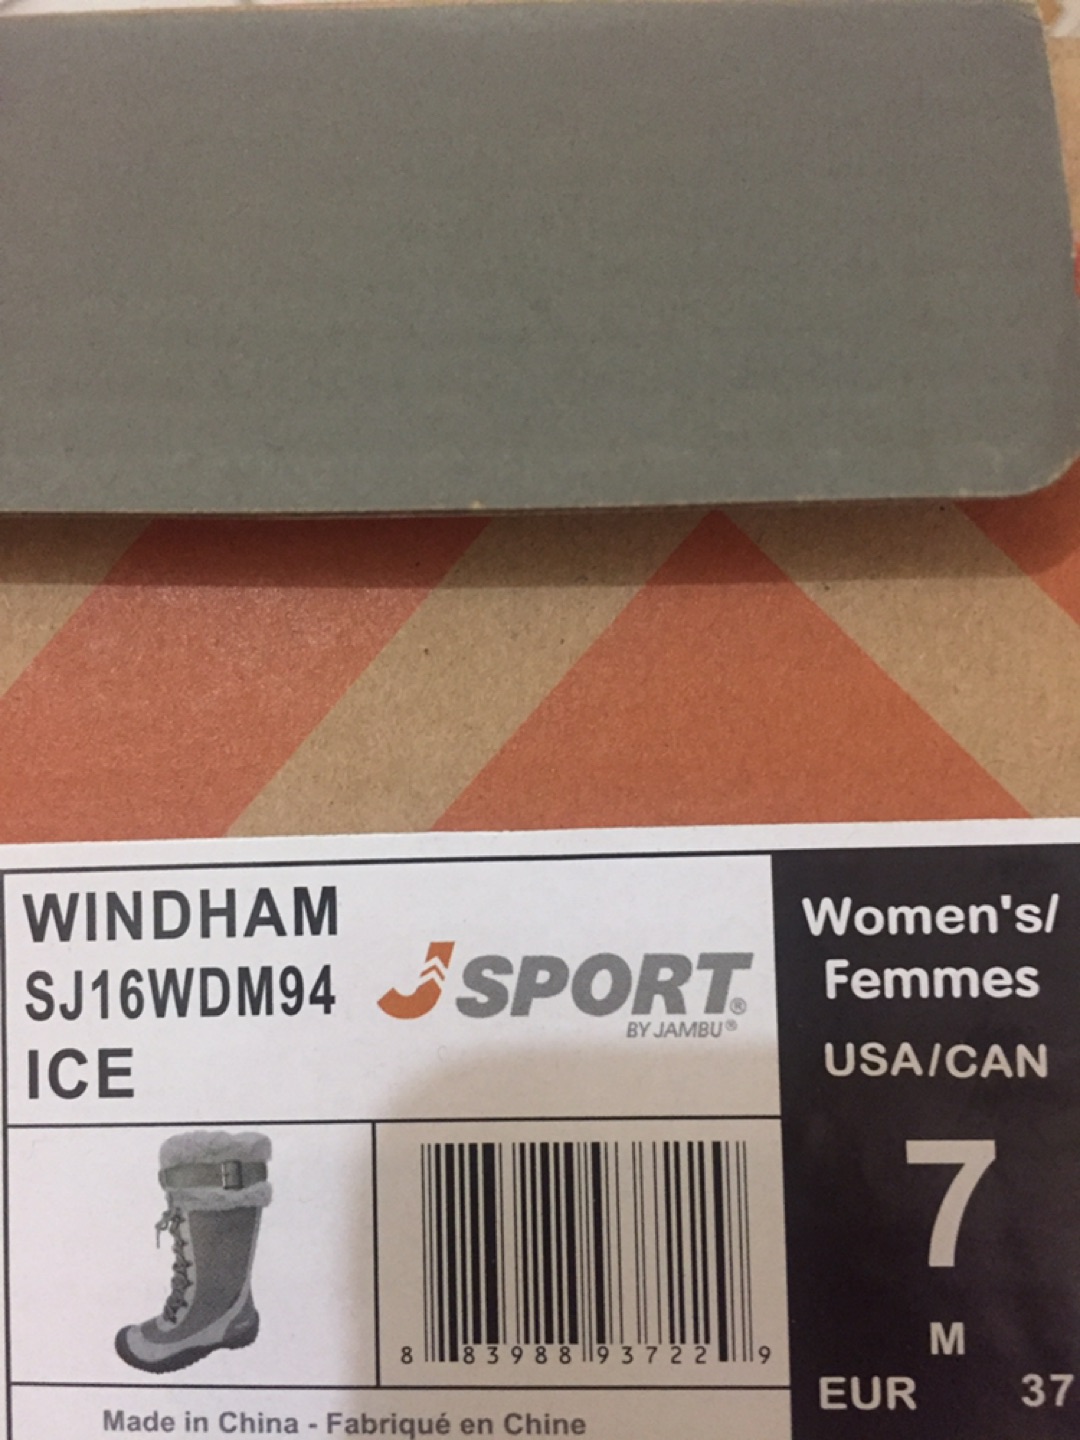 WINDHAM
SJ16WDM94
ICE
JSPORT®
BY JAMBU®
Women's/
Femmes
USA/CAN
7
M
EUR 37
8 83988 93722 9
Made in China - Fabriqué en Chine